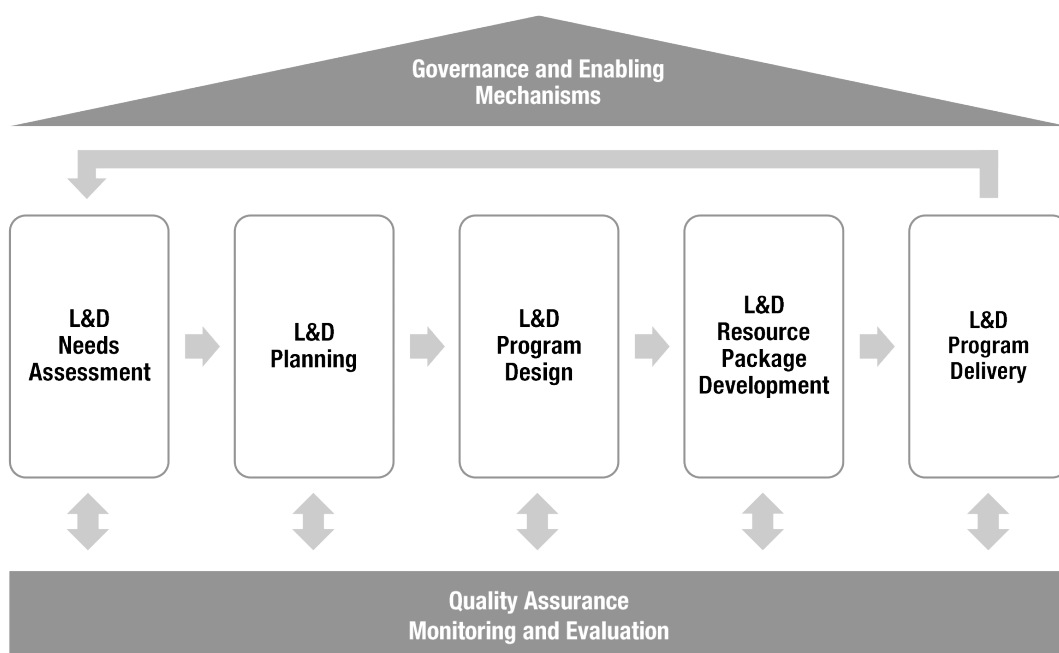 Governance and Enabling
Mechanisms
L&D
Needs
Assessment
L&D
Planning
L&D
Program
Design
L&D
Resource
Package
Development
L&D
Program
Delivery
Quality Assurance
Monitoring and Evaluation